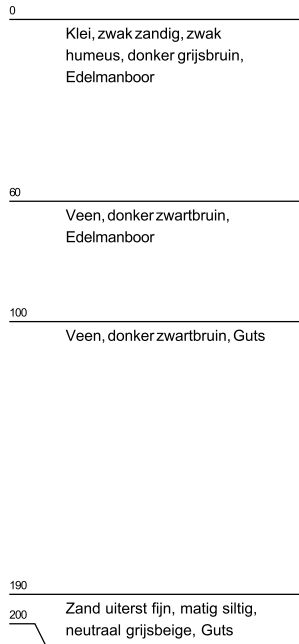 0
Klei, zwak zandig, zwak
humeus, donker grijsbruin,
Edelmanboor
60
Veen, donker zwartbruin,
Edelmanboor
100
Veen, donker zwartbruin, Guts
190
Zand uiterst fijn, matig siltig,
200
neutraal grijsbeige, Guts